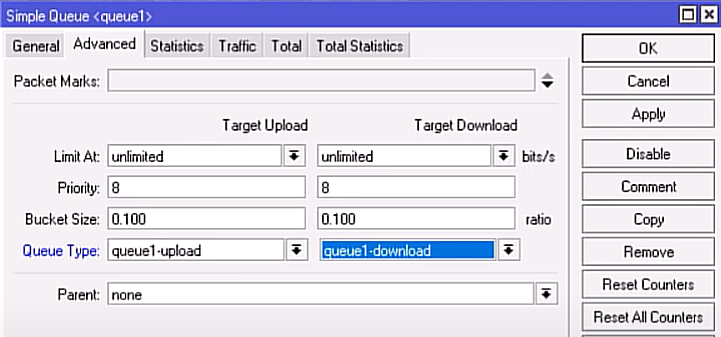 Simple Queue <queue1>
General Advanced Statistics Traffic Total Total Statistics
OK
Packet Marks:
Cancel
Apply
Target Upload Target Download
Limit At: unlimited unlimited bits/s
Disable
Priority: 8 8
Comment
Bucket Size: 0.100 0.100 ratio
Copy
Queue Type: queue1-upload queue1-download
Remove
Reset Counters
Parent: none
Reset All Counters